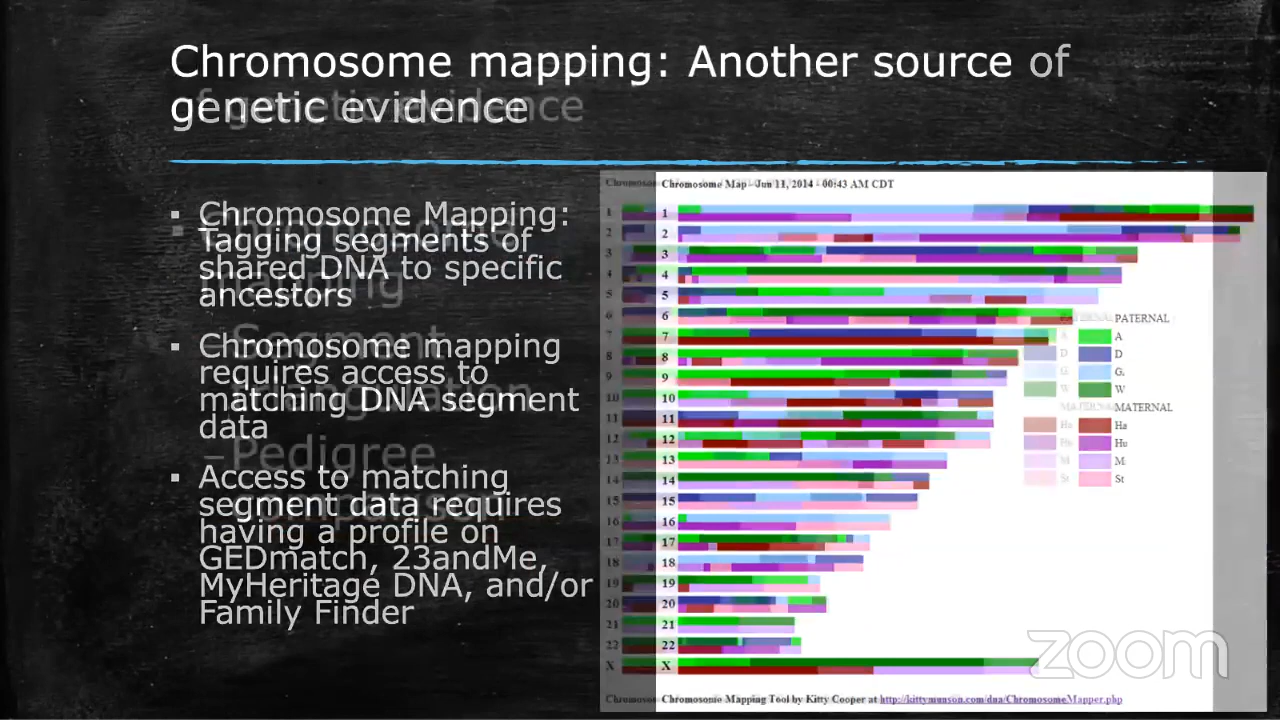 Chromosome mapping: Another source of
genetic evidence
▪ Chromosome Mapping:
Tagging segments of
shared DNA to specific
ancestors
▪ Chromosome mapping
requires access to
matching DNA segment
data
▪ Access to matching
segment data requires
having a profile on
GEDmatch, 23andMe,
MyHeritage DNA, and/or
Family Finder
–Pedigree
Chromosome Map - Jun 11, 2014 - 00:43 AM CDT
1
2
3
4
5
6
7
8
9
10
11
12
13
14
15
16
17
18
19
20
21
22
X
PATERNAL
A
D
G
W
MATERNAL
Ha
Hu
M
St
Chromosome Mapping Tool by Kitty Cooper at http://kittymunson.com/dna/ChromosomeMapper.php
zoom